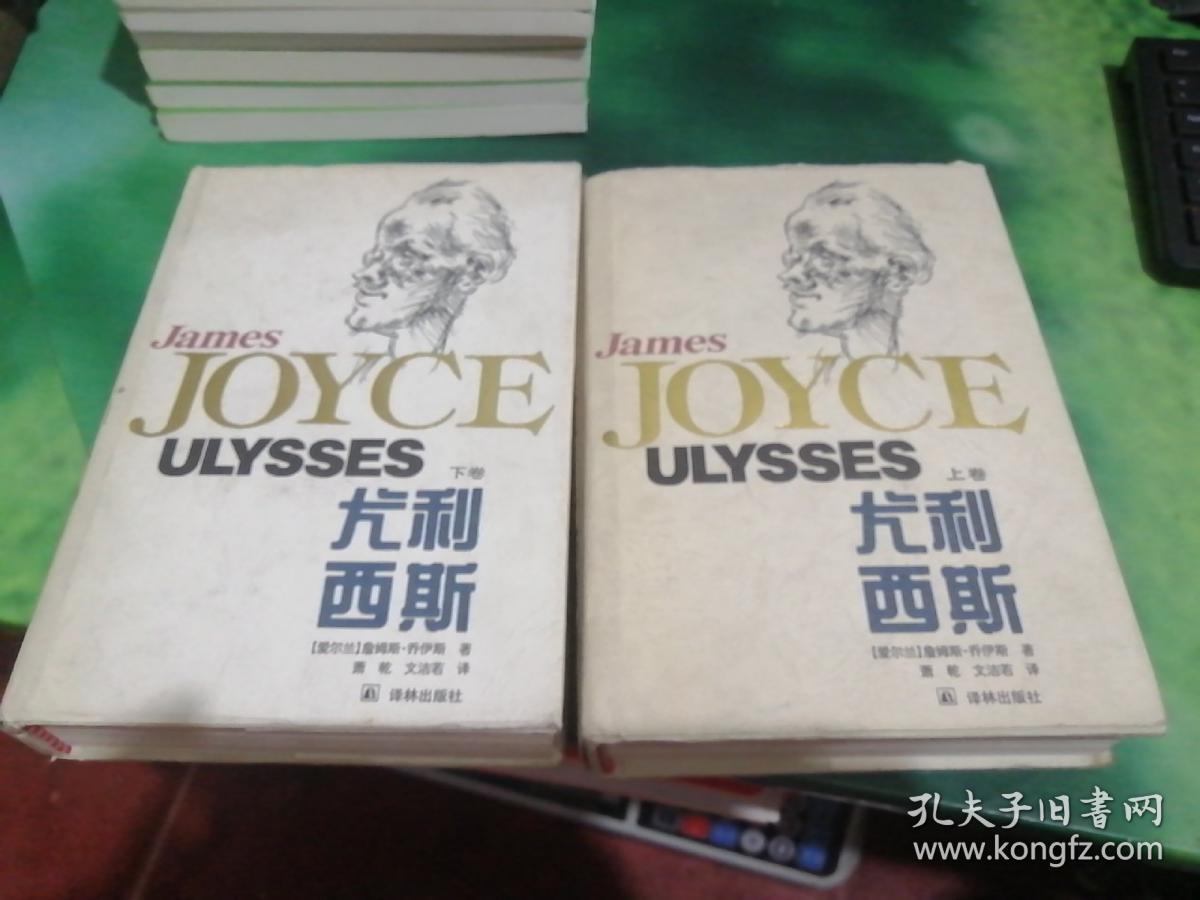 James
JOYCE
ULYSSES 下卷
尤利
西斯
【爱尔兰】詹姆斯·乔伊斯 著
萧乾 文洁若 译
译林出版社
James
JOYCE
ULYSSES 上卷
尤利
西斯
【爱尔兰】詹姆斯·乔伊斯 著
萧乾 文洁若 译
译林出版社
孔夫子旧書网
www.kongfz.com